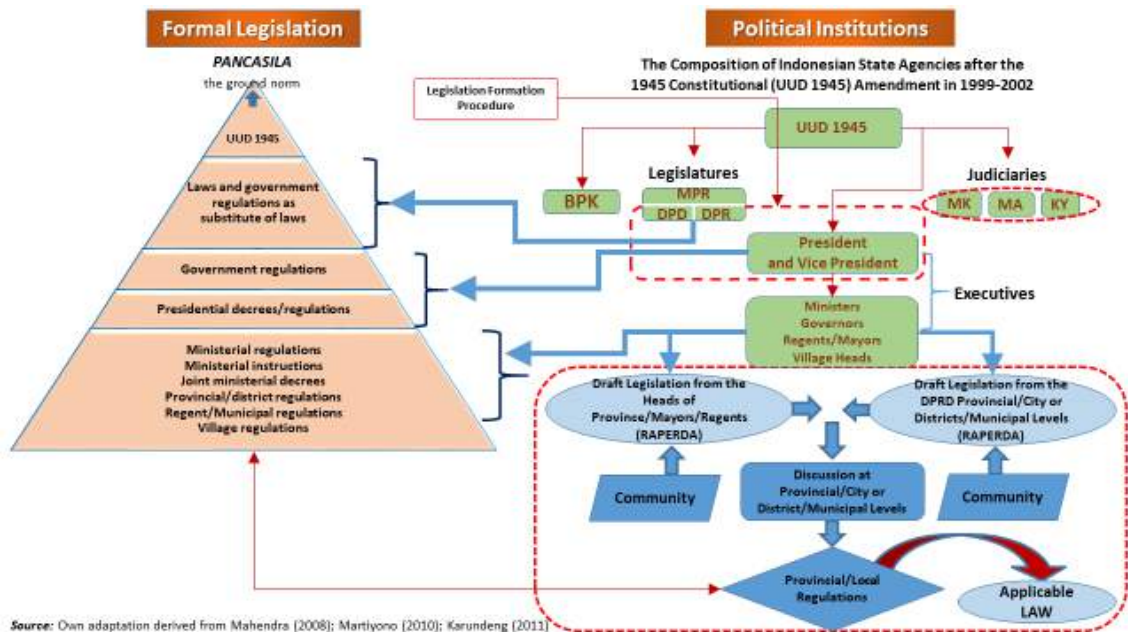 Formal Legislation
PANCASILA
the ground norm
UUD 1945
Laws and government
regulations as
substitute of laws
Government regulations
Presidential decrees/regulations
Ministerial regulations
Ministerial instructions
Joint ministerial decrees
Provincial/district regulations
Regent/Municipal regulations
Village regulations
Political Institutions
The Composition of Indonesian State Agencies after the
1945 Constitutional (UUD 1945) Amendment in 1999-2002
Legislation Formation
Procedure
UUD 1945
Legislatures
Judiciaries
BPK
MPR
DPD
DPR
MK
MA
KY
President
and Vice President
Executives
Ministers
Governors
Regents/Mayors
Village Heads
Draft Legislation from the
Heads of
Province/Mayors/Regents
(RAPERDA)
Draft Legislation from the
DPRD Provincial/City or
Districts/Municipal Levels
(RAPERDA)
Community
Discussion at
Provincial/City or
District/Municipal Levels
Community
Provincial/Local
Regulations
Applicable
LAW
Source: Own adaptation derived from Mahendra (2008); Martiyono (2010); Karundeng (2011)